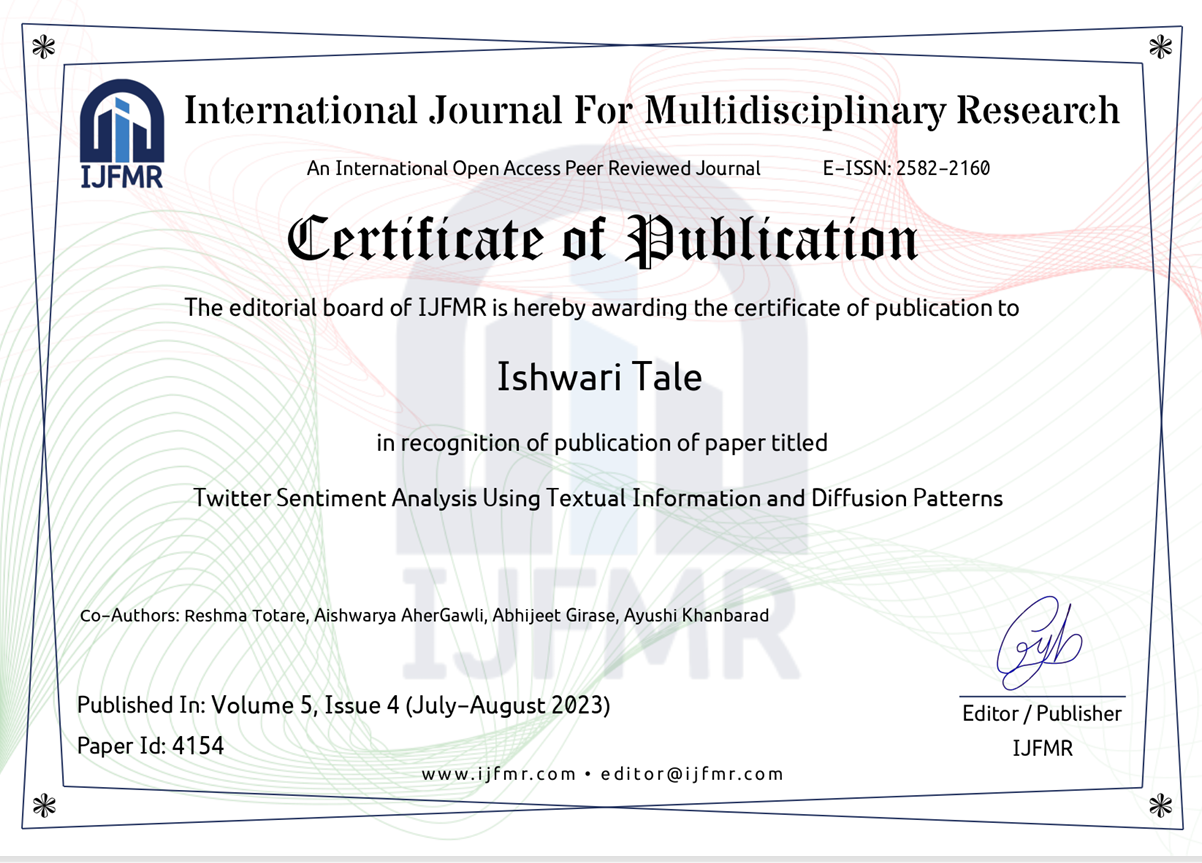 IJFMR
International Journal For Multidisciplinary Research
An International Open Access Peer Reviewed Journal E-ISSN: 2582-2160
Certificate of Publication
The editorial board of IJFMR is hereby awarding the certificate of publication to
Ishwari Tale
in recognition of publication of paper titled
Twitter Sentiment Analysis Using Textual Information and Diffusion Patterns
IJFMR
Co-Authors: Reshma Totare, Aishwarya AherGawli, Abhijeet Girase, Ayushi Khanbarad
Published In: Volume 5, Issue 4 (July-August 2023)
Editor / Publisher
Paper Id: 4154
IJFMR
www.ijfmr.com • editor@ijfmr.com